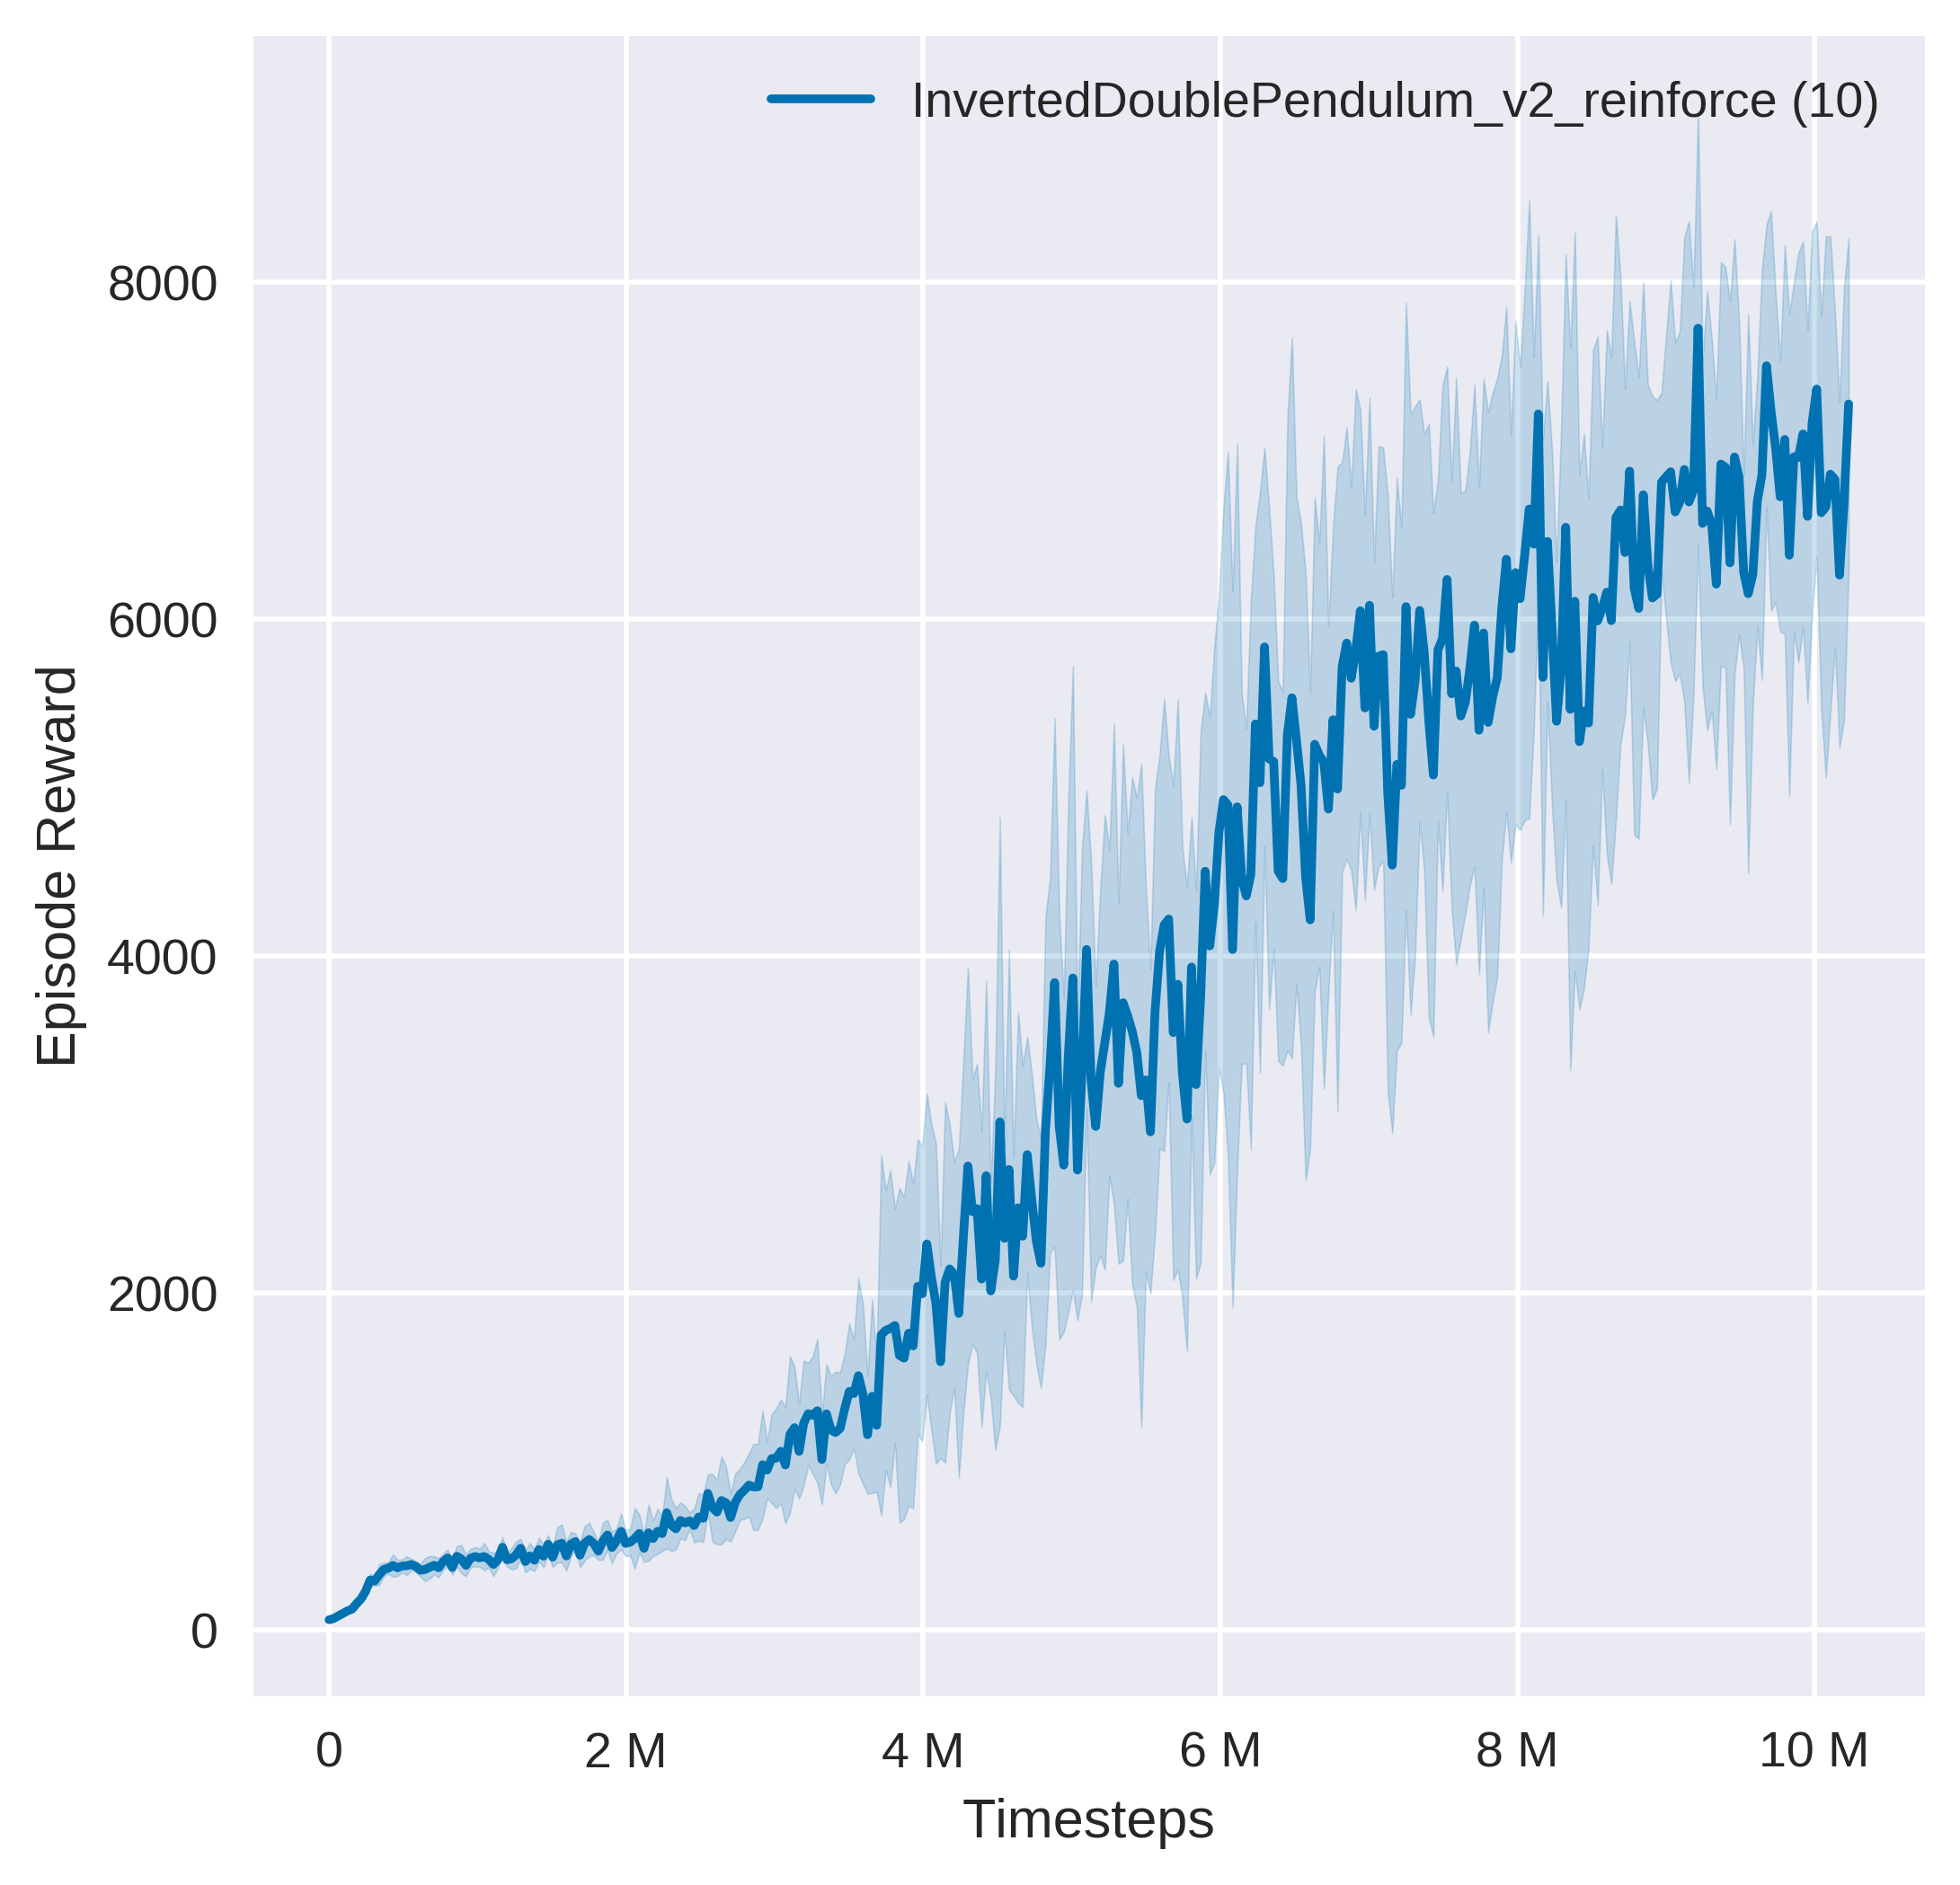 InvertedDoublePendulum_v2_reinforce (10)
8000
6000
4000
2000
0
Episode Reward
0 2 M 4 M 6 M 8 M 10 M
Timesteps